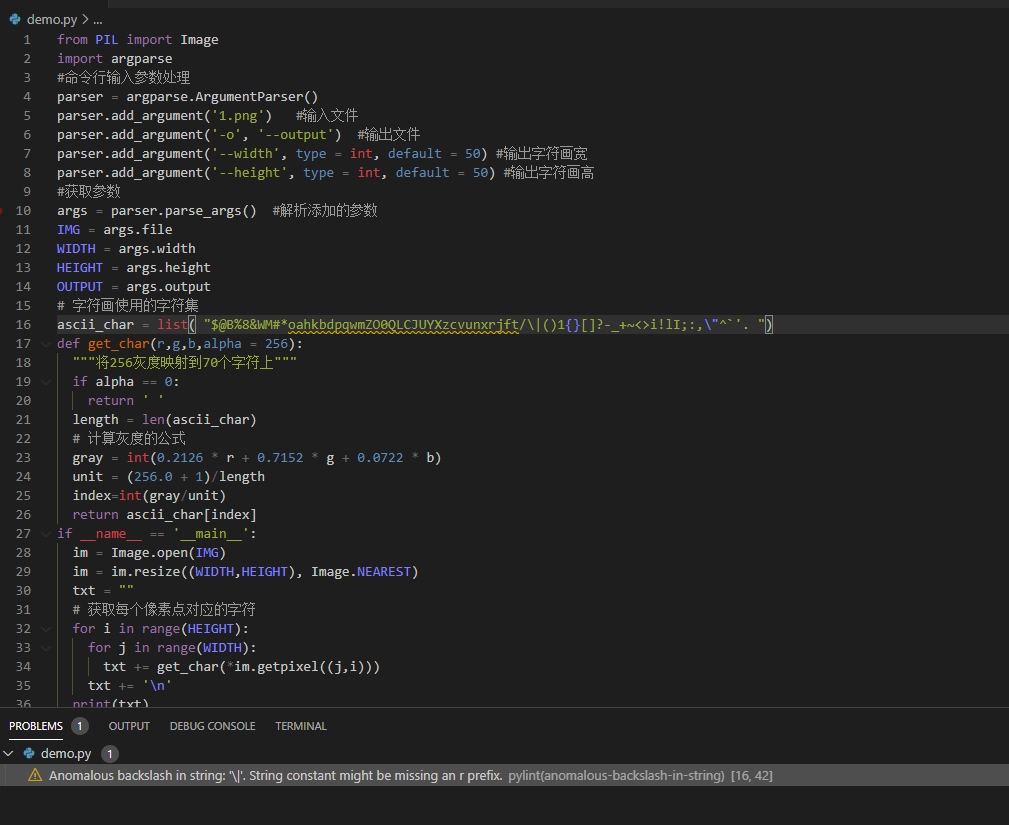 demo.py > ...
1 from PIL import Image
2 import argparse
3 #命令行输入参数处理
4 parser = argparse.ArgumentParser()
5 parser.add_argument('1.png')   #输入文件
6 parser.add_argument('-o', '--output')  #输出文件
7 parser.add_argument('--width', type = int, default = 50) #输出字符画宽
8 parser.add_argument('--height', type = int, default = 50) #输出字符画高
9 #获取参数
10 args = parser.parse_args()  #解析添加的参数
11 IMG = args.file
12 WIDTH = args.width
13 HEIGHT = args.height
14 OUTPUT = args.output
15 # 字符画使用的字符集
16 ascii_char = list( "$@B%8&WM#*oahkbdpqwmZO0QLCJUYXzcvunxrjft/\|()1{}[]?-_+~<>i!lI;:,\"^`'. ")
17 def get_char(r,g,b,alpha = 256):
18   """将256灰度映射到70个字符上"""
19   if alpha == 0:
20     return ' '
21   length = len(ascii_char)
22   # 计算灰度的公式
23   gray = int(0.2126 * r + 0.7152 * g + 0.0722 * b)
24   unit = (256.0 + 1)/length
25   index=int(gray/unit)
26   return ascii_char[index]
27 if __name__ == '__main__':
28   im = Image.open(IMG)
29   im = im.resize((WIDTH,HEIGHT), Image.NEAREST)
30   txt = ""
31   # 获取每个像素点对应的字符
32   for i in range(HEIGHT):
33     for j in range(WIDTH):
34       txt += get_char(*im.getpixel((j,i)))
35     txt += '\n'
36   print(txt)
PROBLEMS 1 OUTPUT DEBUG CONSOLE TERMINAL
demo.py 1
Anomalous backslash in string: '\|'. String constant might be missing an r prefix. pylint(anomalous-backslash-in-string) [16, 42]